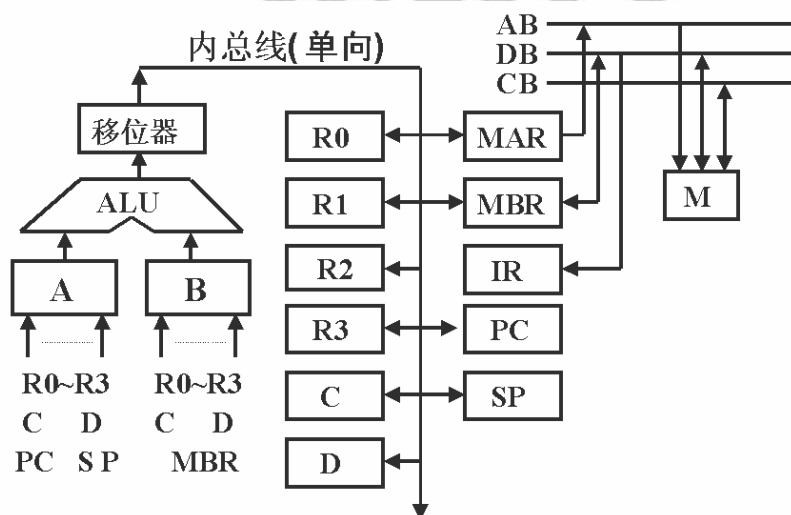 内总线(单向)
AB
DB
CB
移位器
ALU
A
B
R0~R3
C D
PC S P
R0~R3
C D
MBR
R0
R1
R2
R3
C
D
MAR
MBR
IR
PC
SP
M